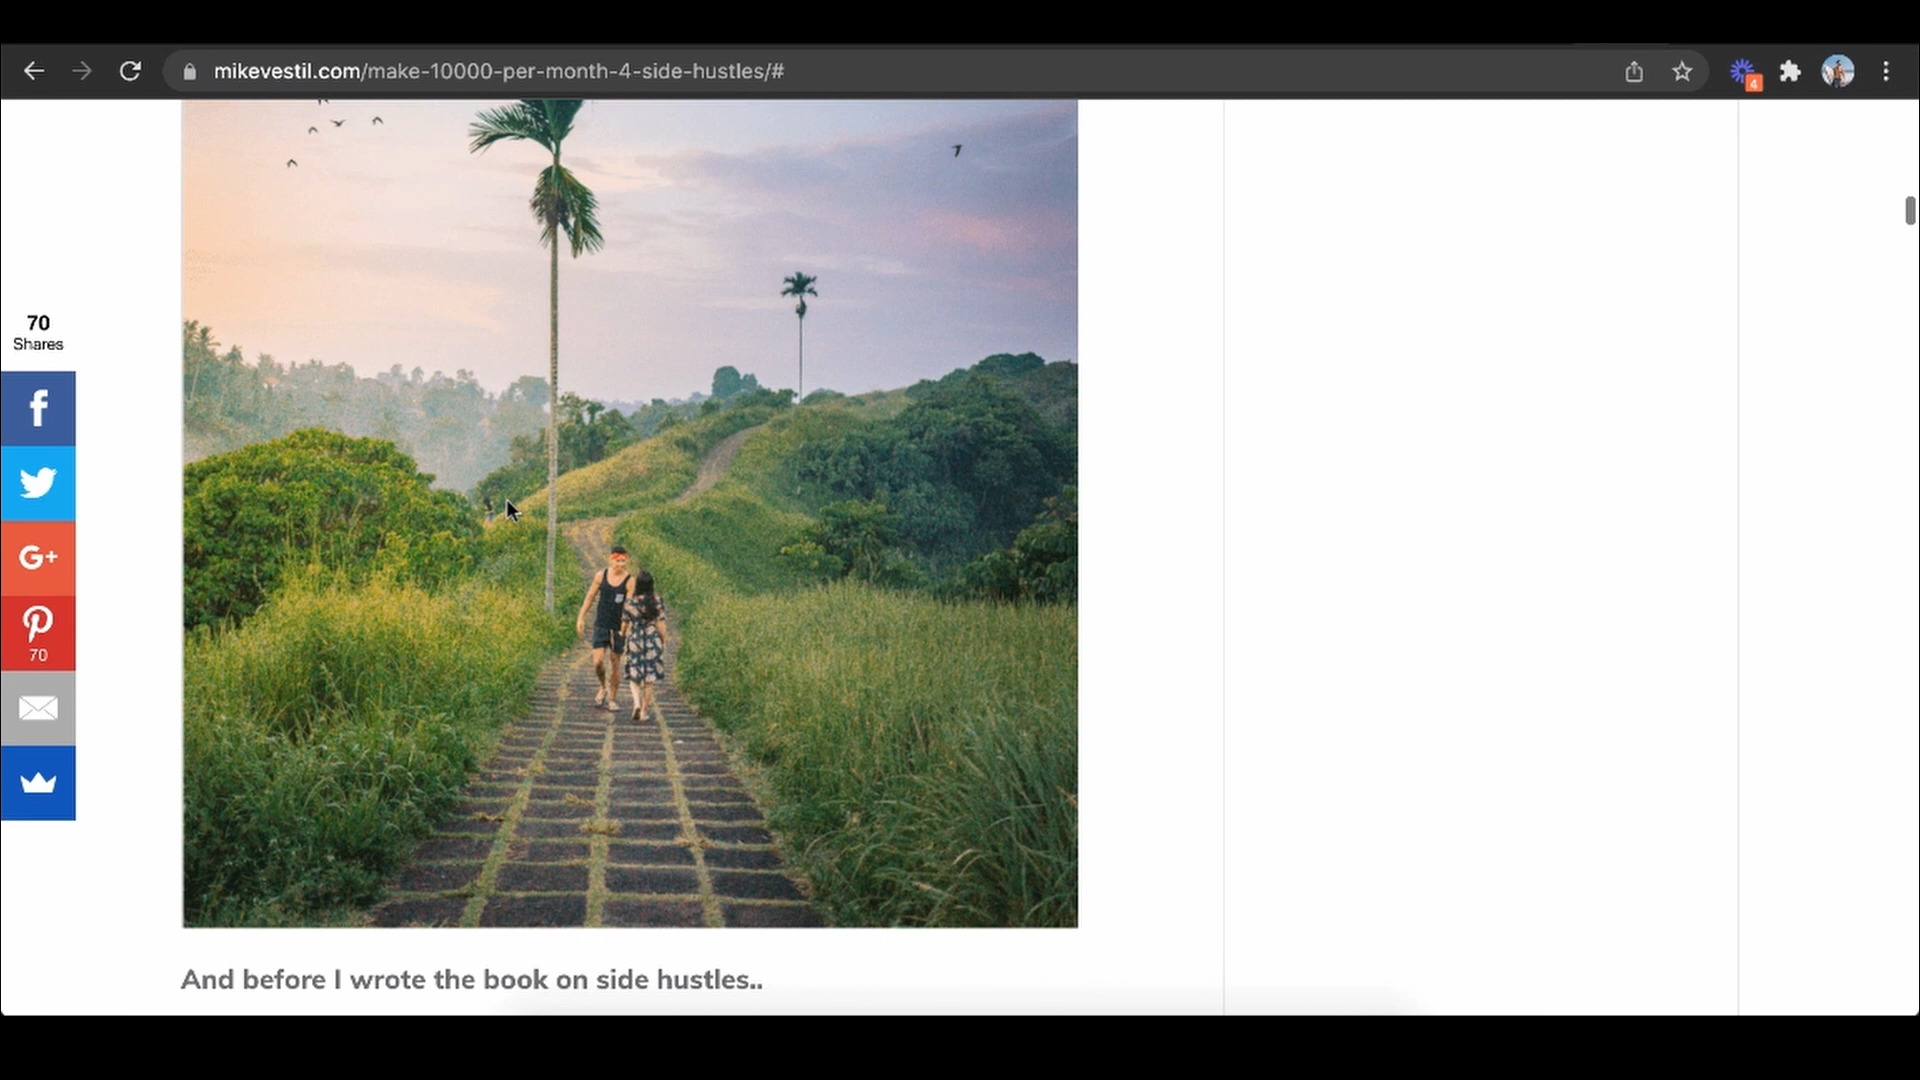 mikevestil.com/make-10000-per-month-4-side-hustles/#
4
70
Shares
f
G+
70
And before I wrote the book on side hustles..